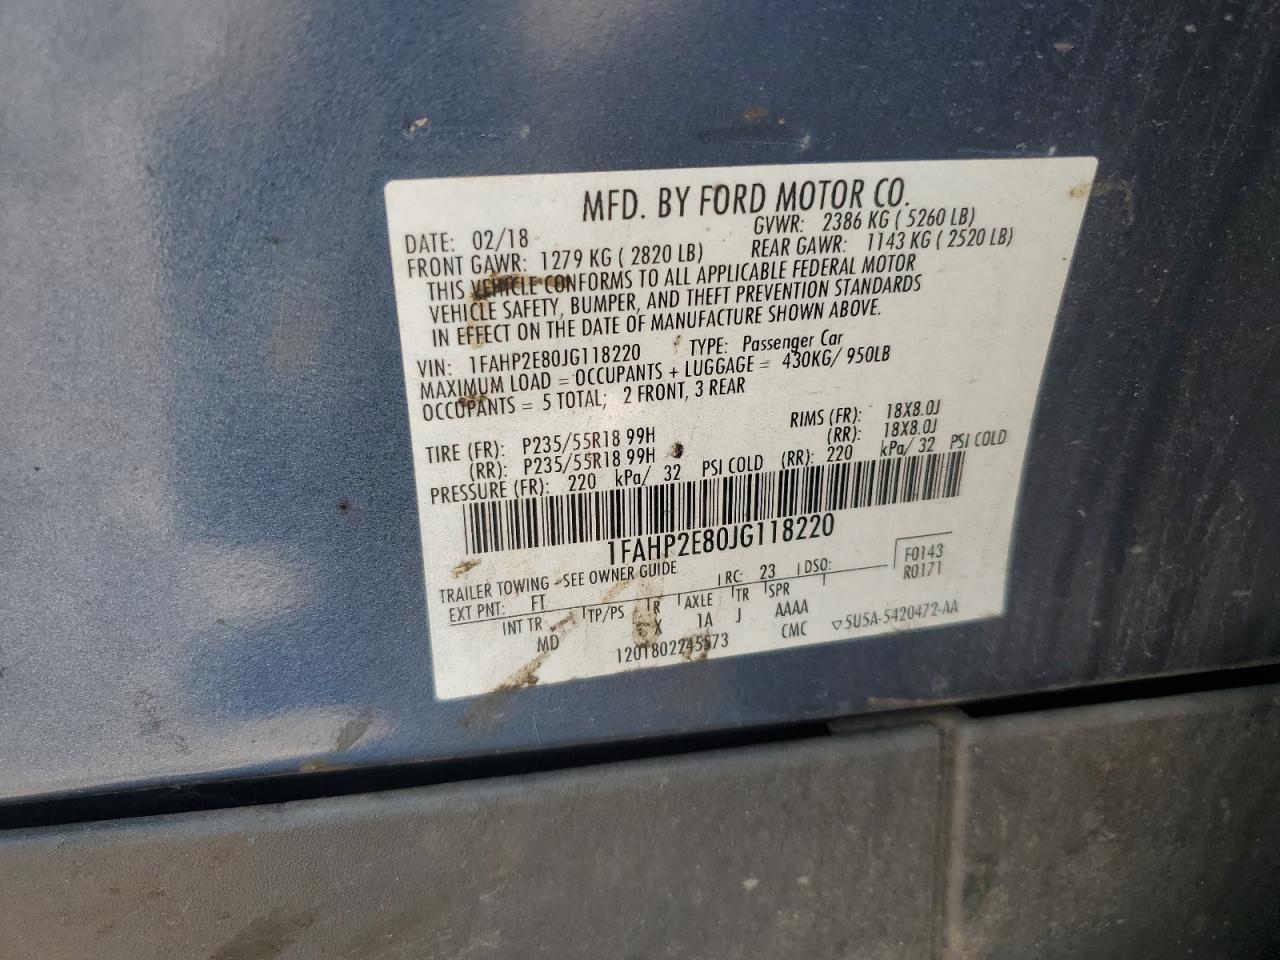 MFD. BY FORD MOTOR CO.
DATE: 02/18 GVWR: 2386 KG ( 5260 LB)
FRONT GAWR: 1279 KG ( 2820 LB) REAR GAWR: 1143 KG ( 2520 LB)
THIS VEHICLE CONFORMS TO ALL APPLICABLE FEDERAL MOTOR
VEHICLE SAFETY, BUMPER, AND THEFT PREVENTION STANDARDS
IN EFFECT ON THE DATE OF MANUFACTURE SHOWN ABOVE.
VIN: 1FAHP2E80JG118220 TYPE: Passenger Car
MAXIMUM LOAD = OCCUPANTS + LUGGAGE = 430KG/ 950LB
OCCUPANTS = 5 TOTAL; 2 FRONT, 3 REAR
TIRE (FR): P235/55R18 99H RIMS (FR): 18X8.0J
(RR): P235/55R18 99H (RR): 18X8.0J
PRESSURE (FR): 220 kPa/ 32 PSI COLD (RR): 220 kPa/ 32 PSI COLD
1FAHP2E80JG118220
TRAILER TOWING - SEE OWNER GUIDE
F0143
R0171
EXT PNT: FT RC: 23 DSO:
INT TR TP/PS R AXLE TR SPR
MD X 1A J AAAA
1201802245573 CMC ▽5U5A-5420472-AA